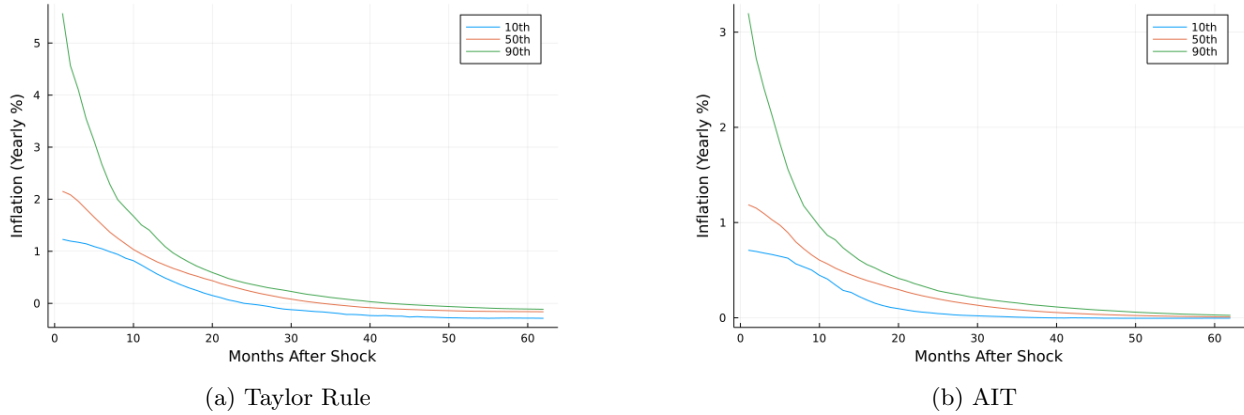 10th
50th
90th
Inflation (Yearly %)
5
4
3
2
1
0
0 10 20 30 40 50 60
Months After Shock
(a) Taylor Rule
10th
50th
90th
Inflation (Yearly %)
3
2
1
0
0 10 20 30 40 50 60
Months After Shock
(b) AIT